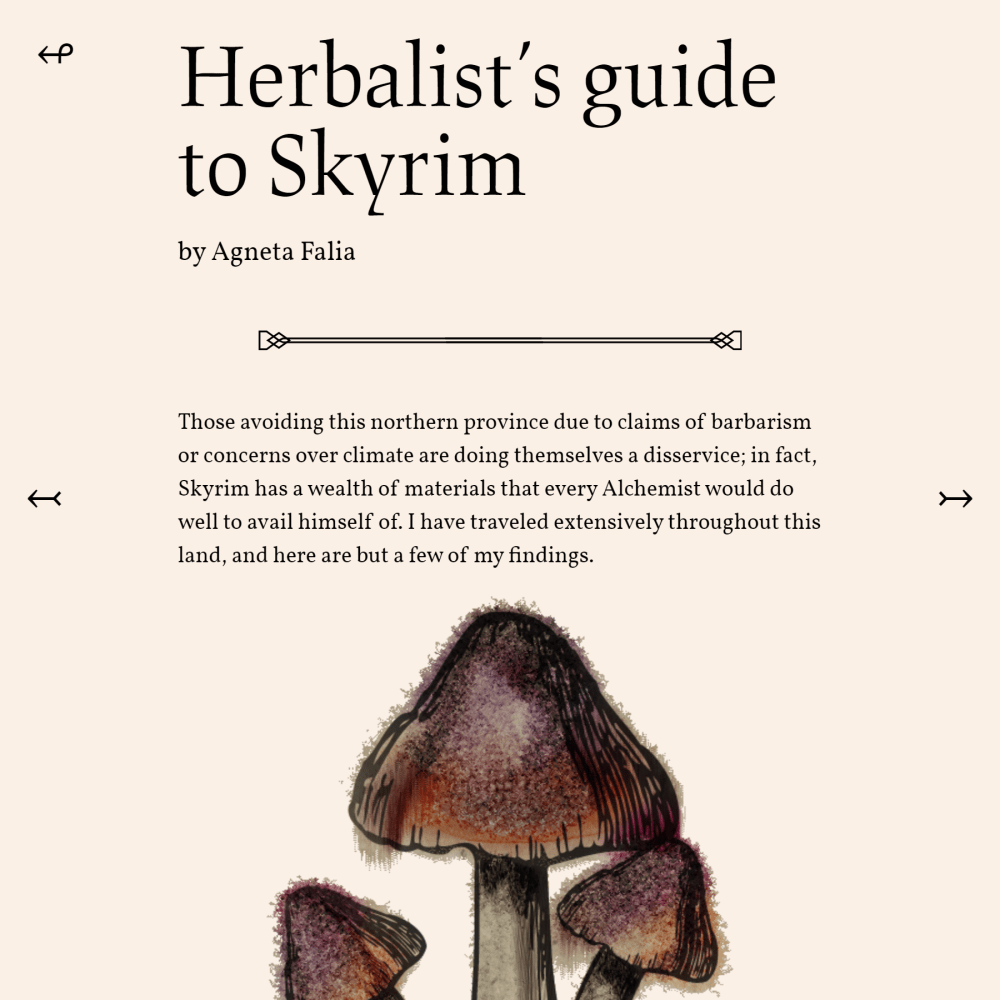 Herbalist’s guide
to Skyrim
by Agneta Falia
Those avoiding this northern province due to claims of barbarism
or concerns over climate are doing themselves a disservice; in fact,
Skyrim has a wealth of materials that every Alchemist would do
well to avail himself of. I have traveled extensively throughout this
land, and here are but a few of my findings.